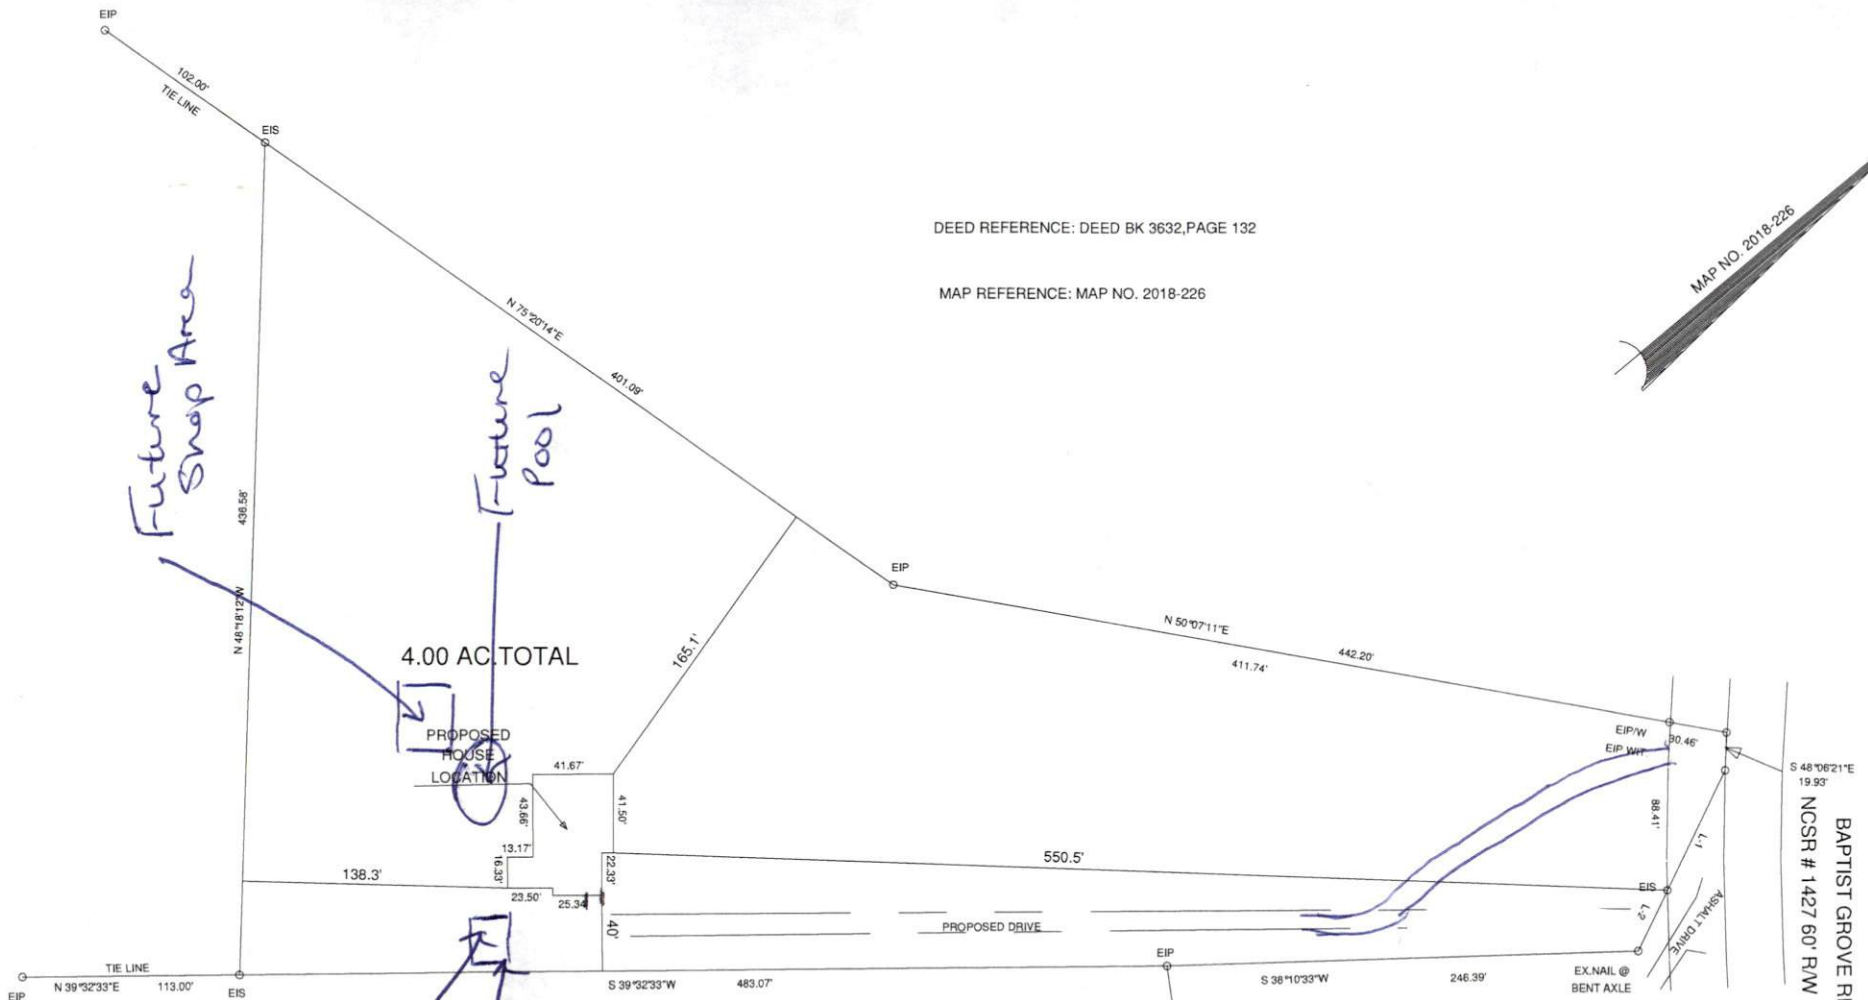 EIP
102.00'
TIE LINE
EIS
DEED REFERENCE: DEED BK 3632,PAGE 132
MAP REFERENCE: MAP NO. 2018-226
MAP NO. 2018-226
Future
Shop Area
Future
Pool
N 75°20'14"E
401.09'
436.58'
N 48°18'12"W
EIP
N 50°07'11"E
442.20'
411.74'
165.1'
4.00 AC.TOTAL
PROPOSED
HOUSE
LOCATION
41.67'
43.66'
41.50'
13.17'
16.33'
22.33'
138.3'
23.50'
25.34'
40'
550.5'
PROPOSED DRIVE
EIP/W
EIP WIT
30.46'
S 48°06'21"E
19.93'
88.41'
L-1
EIS
L-2
ASHALT DRIVE
NCSR # 1427 60' R/W
BAPTIST GROVE
TIE LINE
N 39°32'33"E
113.00'
EIP
EIS
S 39°32'33"W
483.07'
EIP
S 38°10'33"W
246.39'
EX.NAIL @
BENT AXLE